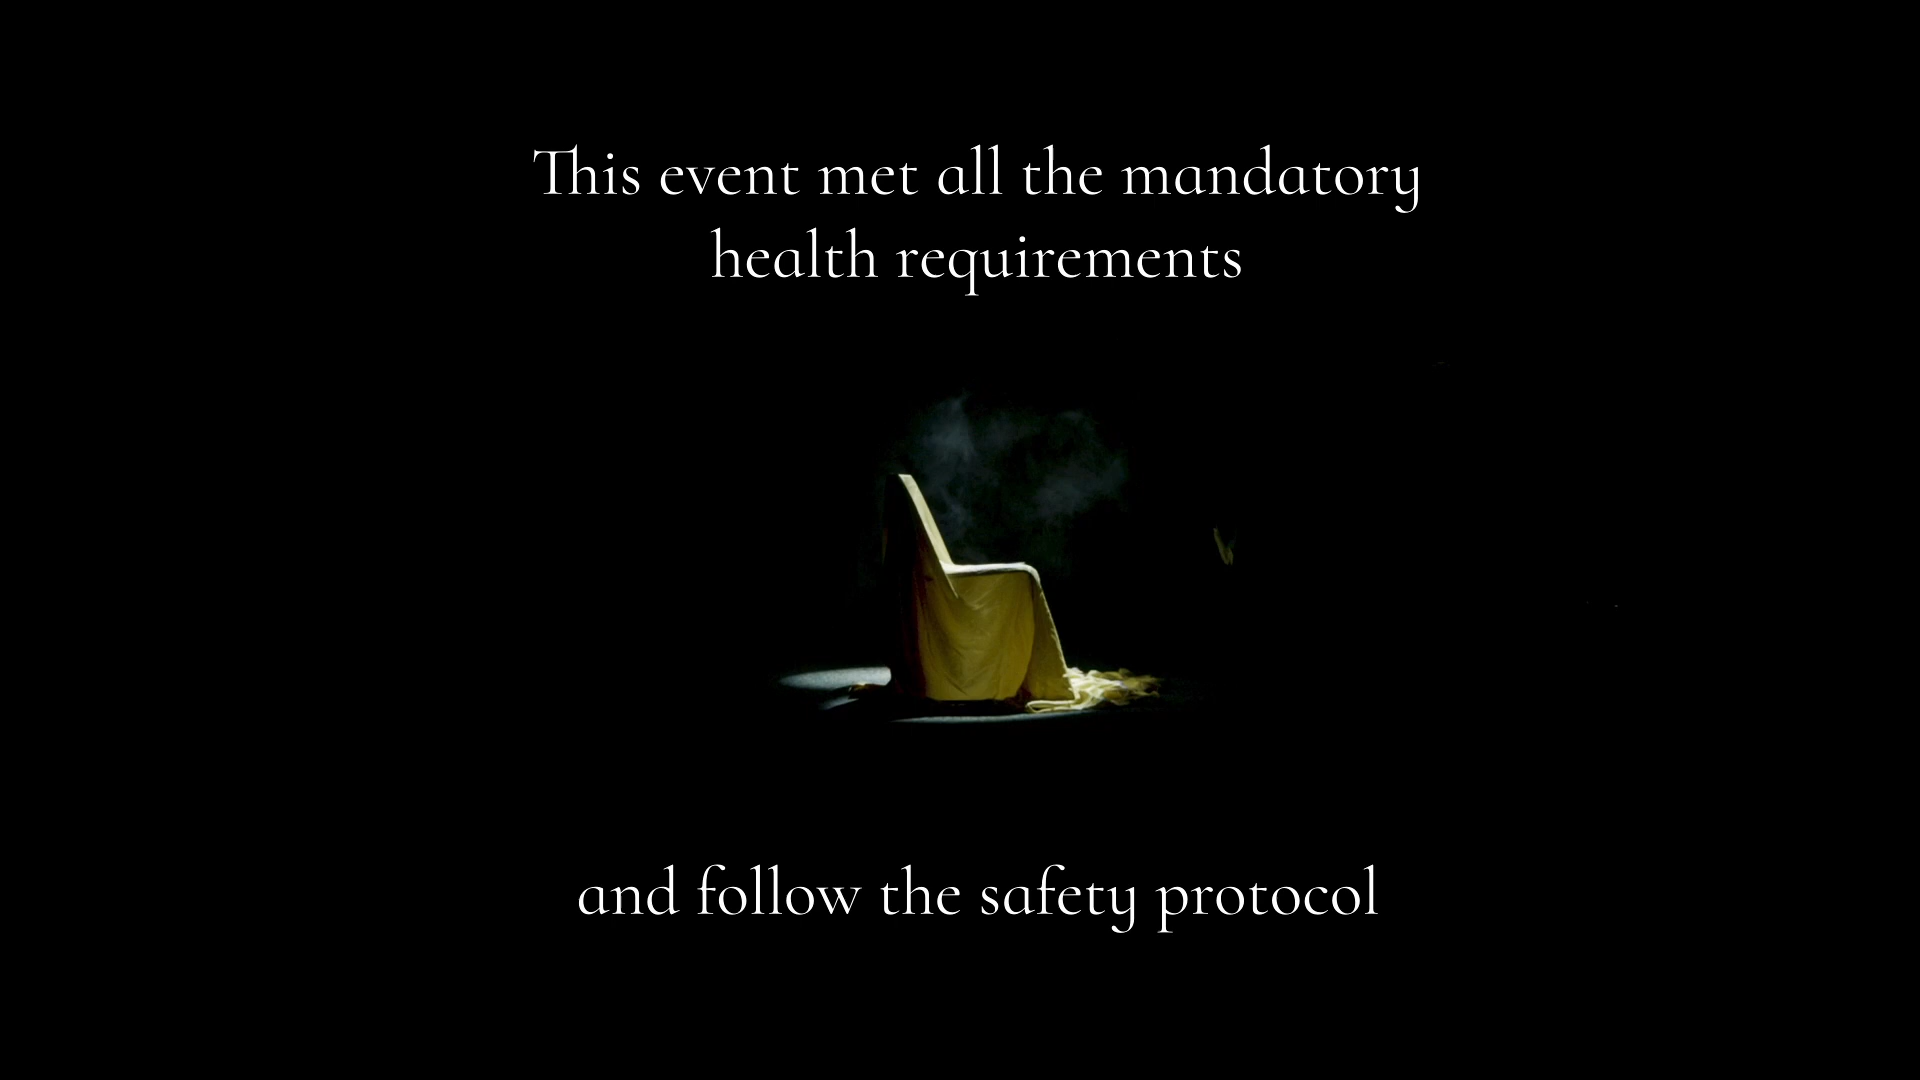 This event met all the mandatory
health requirements
and follow the safety protocol